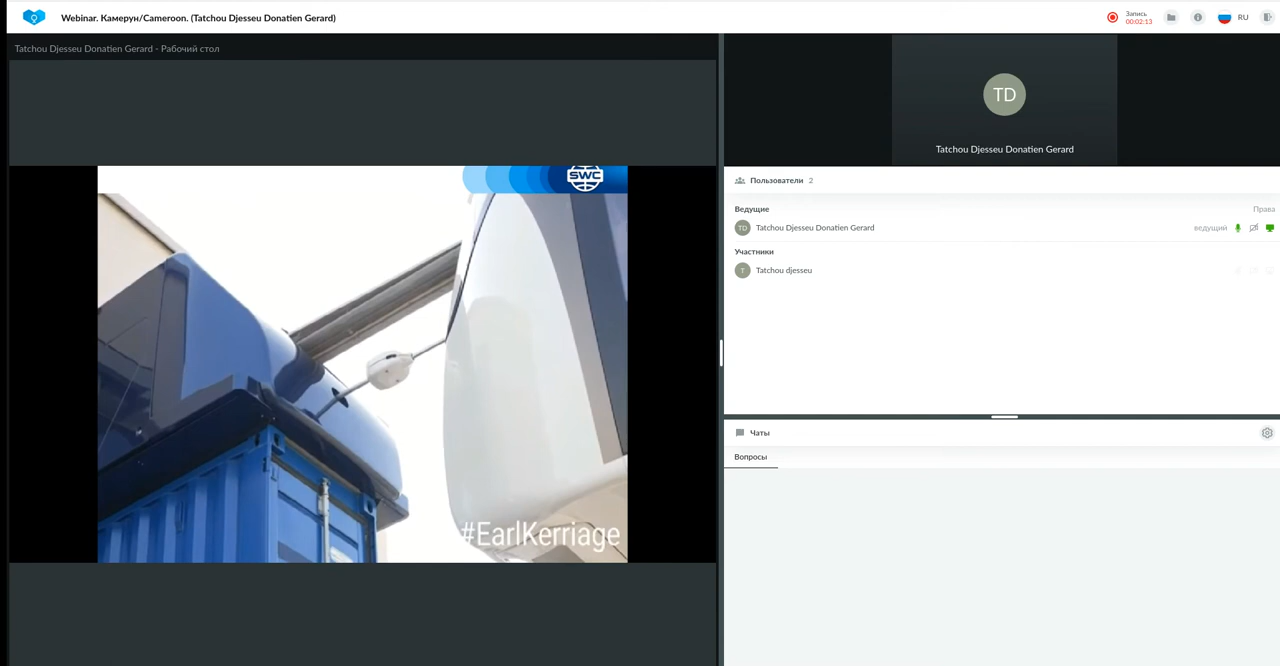 Webinar. Камерун/Cameroon. (Tatchou Djesseu Donatien Gerard)
Запись
00:02:13
RU
Tatchou Djesseu Donatien Gerard - Рабочий стол
SWC
#EarlKerriage
TD
Tatchou Djesseu Donatien Gerard
Пользователи 2
Ведущие Права
TD Tatchou Djesseu Donatien Gerard ведущий
Участники
T Tatchou djesseu
Чаты
Вопросы